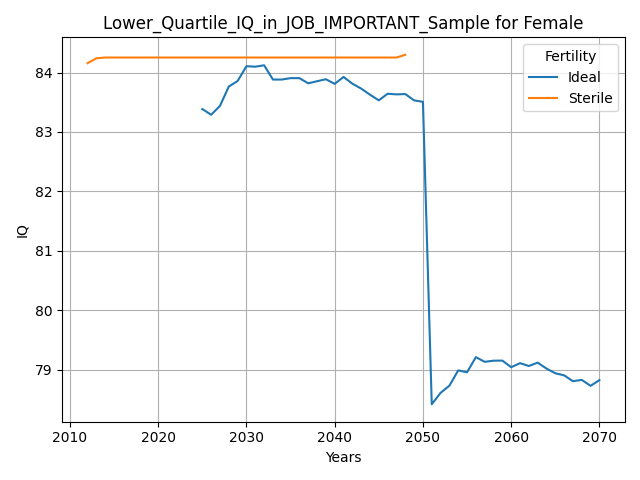 Lower_Quartile_IQ_in_JOB_IMPORTANT_Sample for Female
Fertility
Ideal
Sterile
IQ
84
83
82
81
80
79
2010 2020 2030 2040 2050 2060 2070
Years